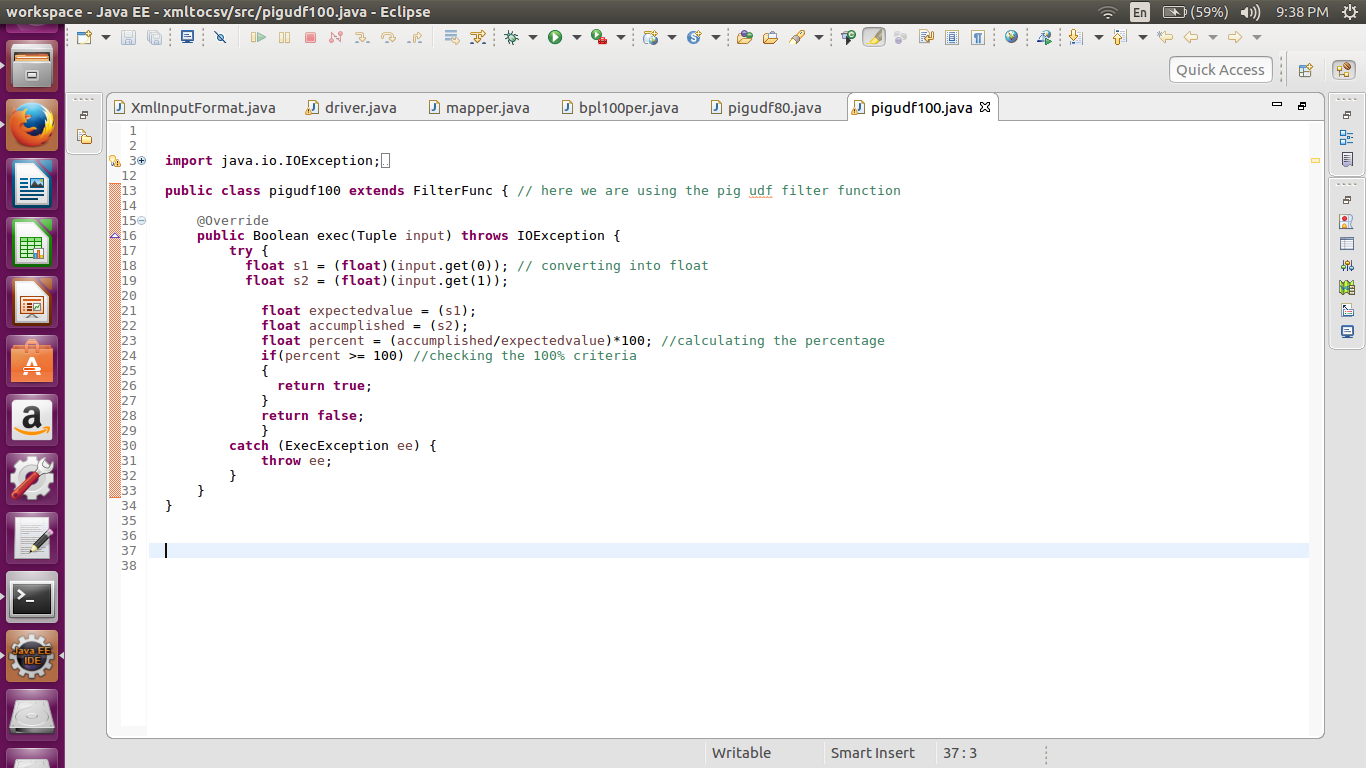 workspace - Java EE - xmltocsv/src/pigudf100.java - Eclipse
En
(59%)
9:38 PM
Quick Access
XmlInputFormat.java
driver.java
mapper.java
bpl100per.java
pigudf80.java
pigudf100.java
1
2
3 import java.io.IOException;
12
13 public class pigudf100 extends FilterFunc { // here we are using the pig udf filter function
14
15 @Override
16 public Boolean exec(Tuple input) throws IOException {
17 try {
18 float s1 = (float)(input.get(0)); // converting into float
19 float s2 = (float)(input.get(1));
20
21 float expectedvalue = (s1);
22 float accumplished = (s2);
23 float percent = (accumplished/expectedvalue)*100; //calculating the percentage
24 if(percent >= 100) //checking the 100% criteria
25 {
26 return true;
27 }
28 return false;
29 }
30 catch (ExecException ee) {
31 throw ee;
32 }
33 }
34 }
35
36
37
38
Java EE
IDE
Writable
Smart Insert
37 : 3